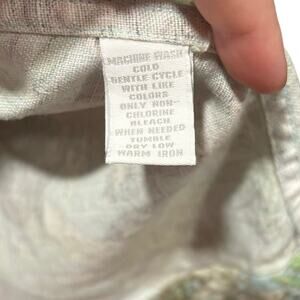 MACHINE WASH
COLD
GENTLE CYCLE
WITH LIKE
COLORS
ONLY NON-
CHLORINE
BLEACH
WHEN NEEDED
TUMBLE
DRY LOW
WARM IRON